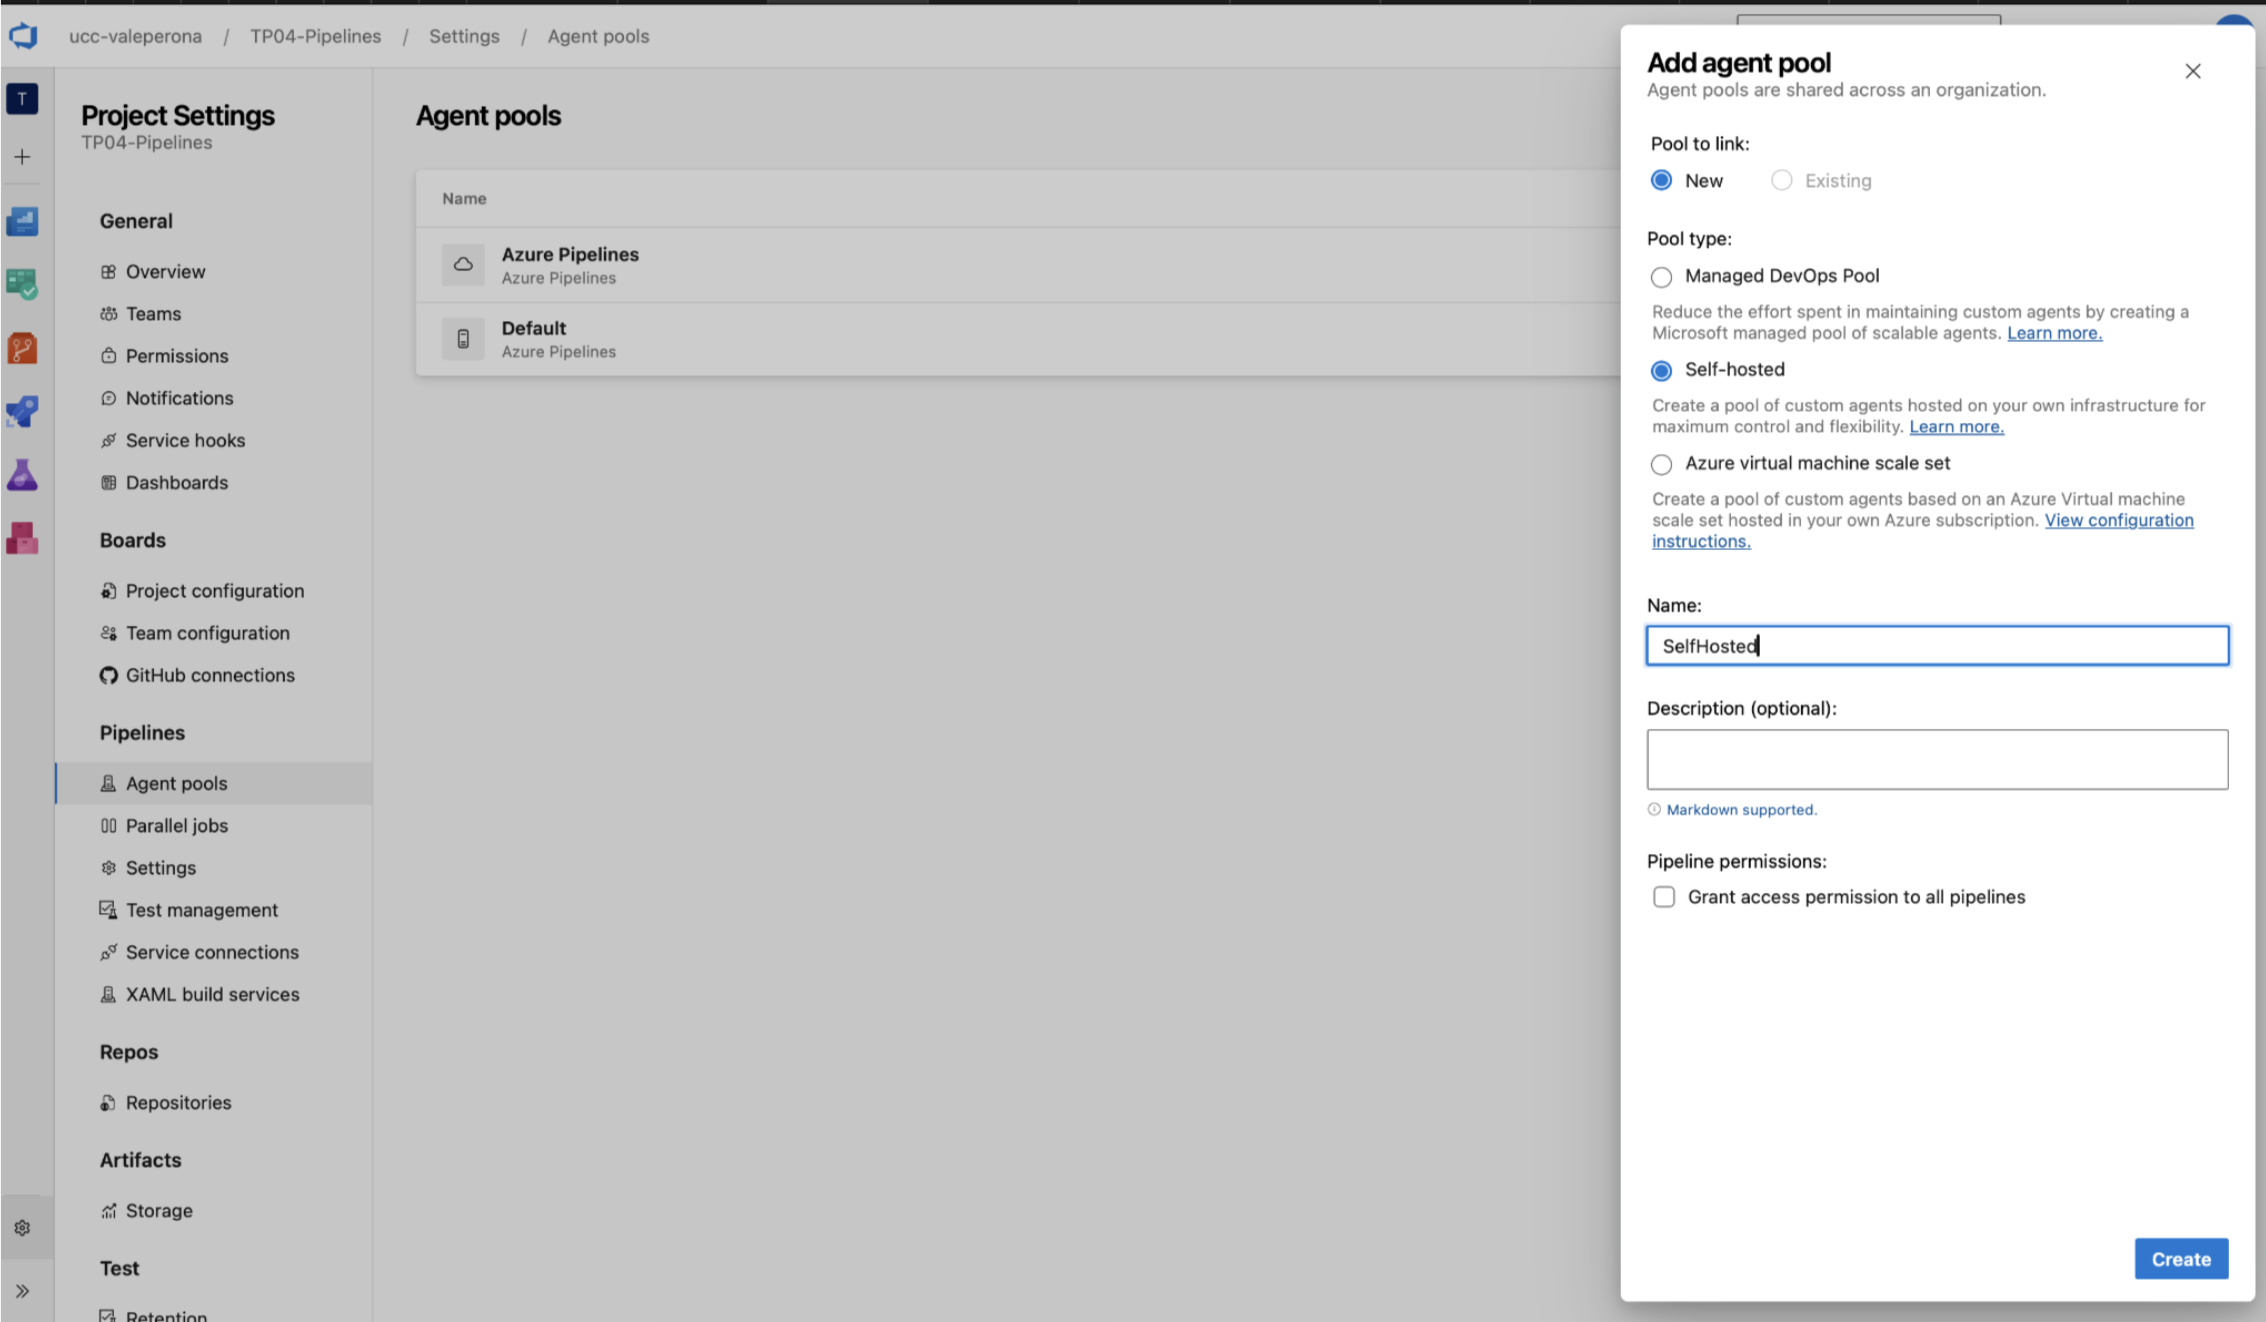 ucc-valeperona / TP04-Pipelines / Settings / Agent pools
T
Project Settings
TP04-Pipelines
General
Overview
Teams
Permissions
Notifications
Service hooks
Dashboards
Boards
Project configuration
Team configuration
GitHub connections
Pipelines
Agent pools
Parallel jobs
Settings
Test management
Service connections
XAML build services
Repos
Repositories
Artifacts
Storage
Test
Retention
Agent pools
Name
Azure Pipelines
Azure Pipelines
Default
Azure Pipelines
Add agent pool
Agent pools are shared across an organization.
Pool to link:
New
Existing
Pool type:
Managed DevOps Pool
Reduce the effort spent in maintaining custom agents by creating a
Microsoft managed pool of scalable agents. Learn more.
Self-hosted
Create a pool of custom agents hosted on your own infrastructure for
maximum control and flexibility. Learn more.
Azure virtual machine scale set
Create a pool of custom agents based on an Azure Virtual machine
scale set hosted in your own Azure subscription. View configuration
instructions.
Name:
SelfHosted
Description (optional):
Markdown supported.
Pipeline permissions:
Grant access permission to all pipelines
Create